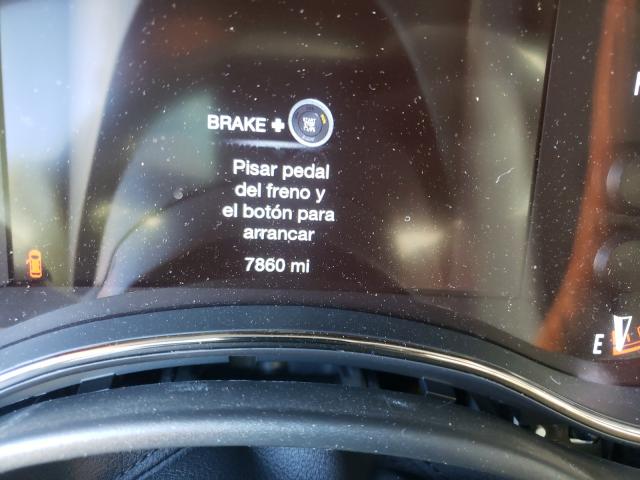 BRAKE +
Pisar pedal
del freno y
el botón para
arrancar
7860 mi
E